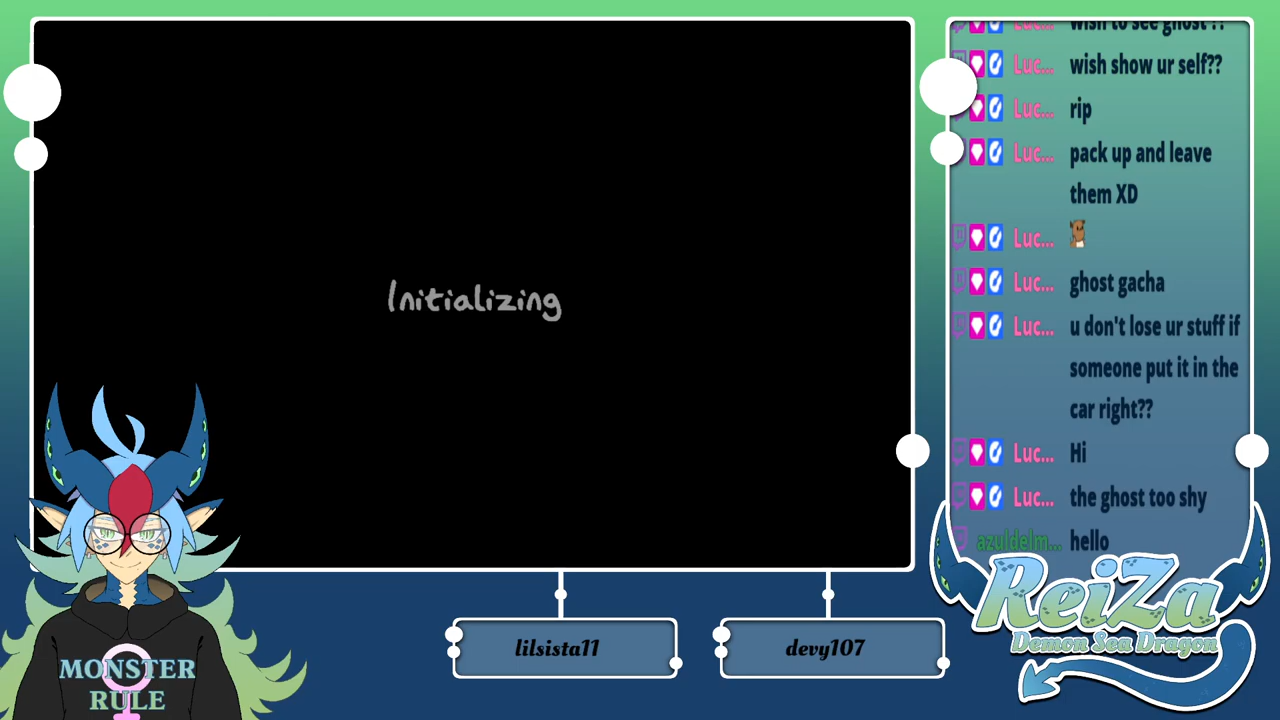 Initializing
wish to see ghost ??
Luc... wish show ur self??
Luc... rip
Luc... pack up and leave
them XD
Luc...
Luc... ghost gacha
Luc... u don't lose ur stuff if
someone put it in the
car right??
Luc... Hi
Luc... the ghost too shy
azuldelm... hello
ReiZa
Demon Sea Dragon
lilsista11
devy107
MONSTER
RULE